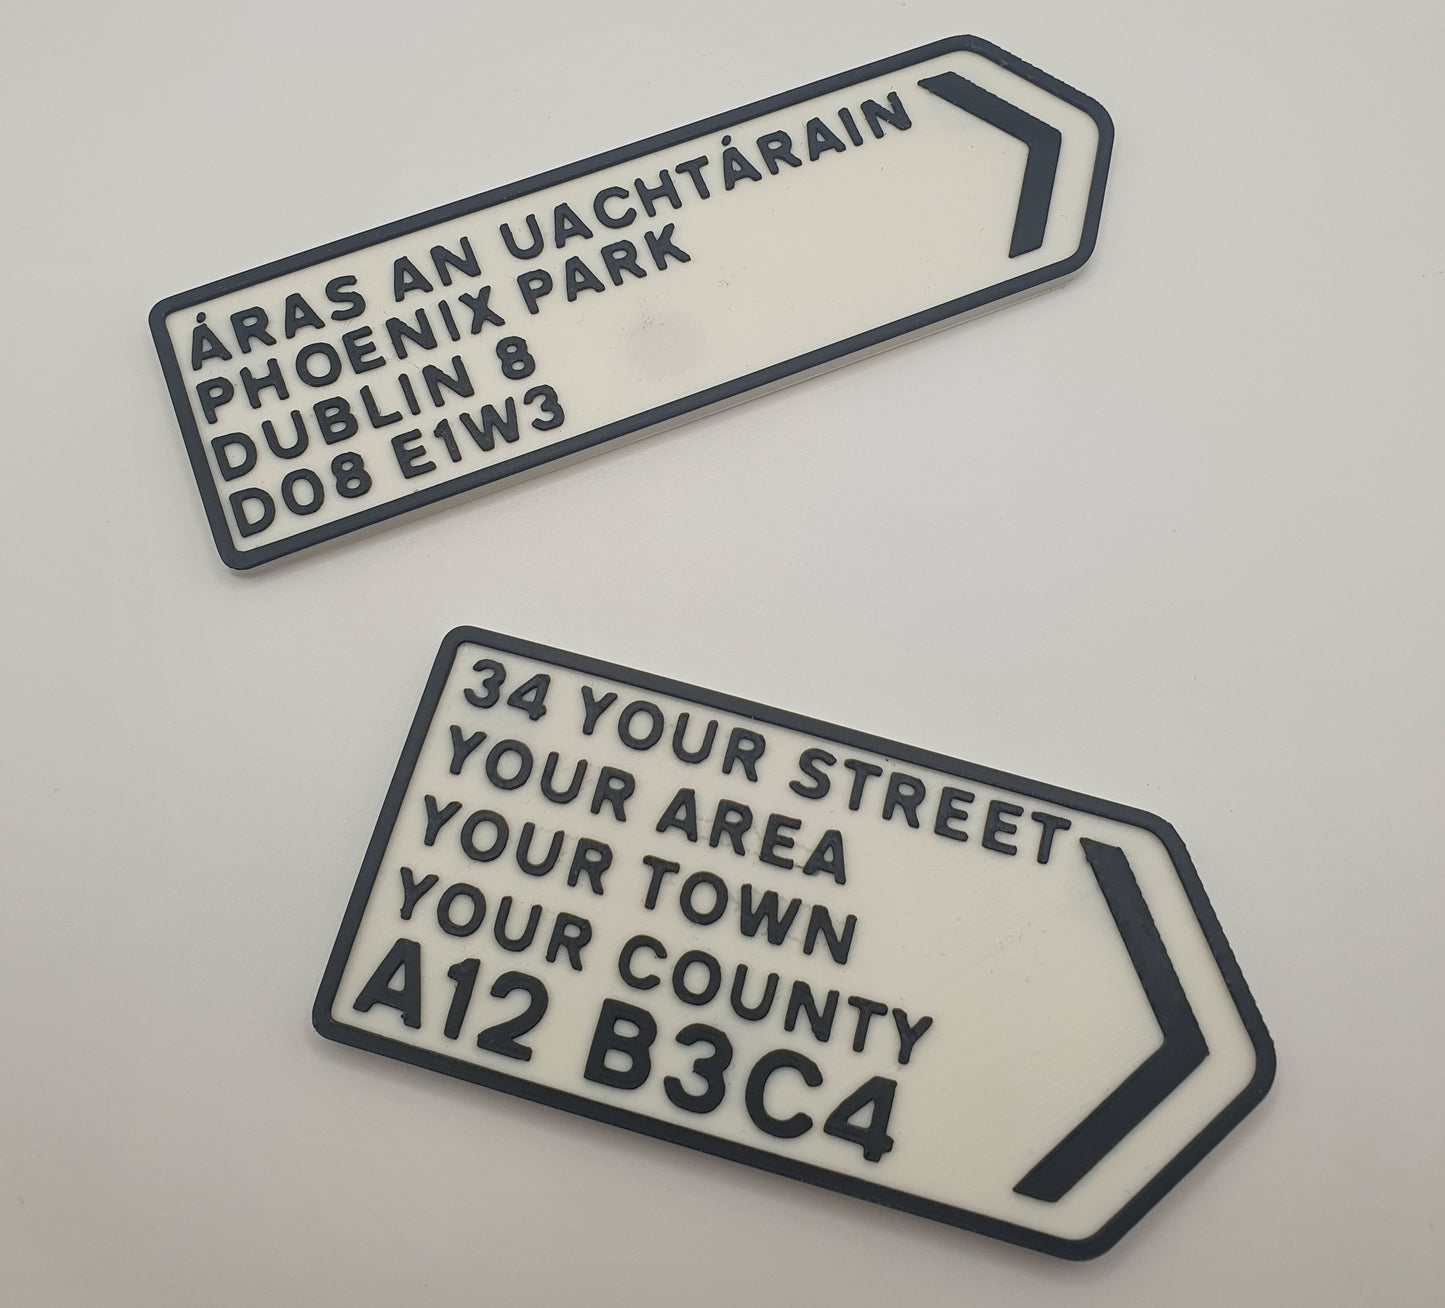 ÁRAS AN UACHTÁRAIN
PHOENIX PARK
DUBLIN 8
D08 E1W3
34 YOUR STREET
YOUR AREA
YOUR TOWN
YOUR COUNTY
A12 B3C4